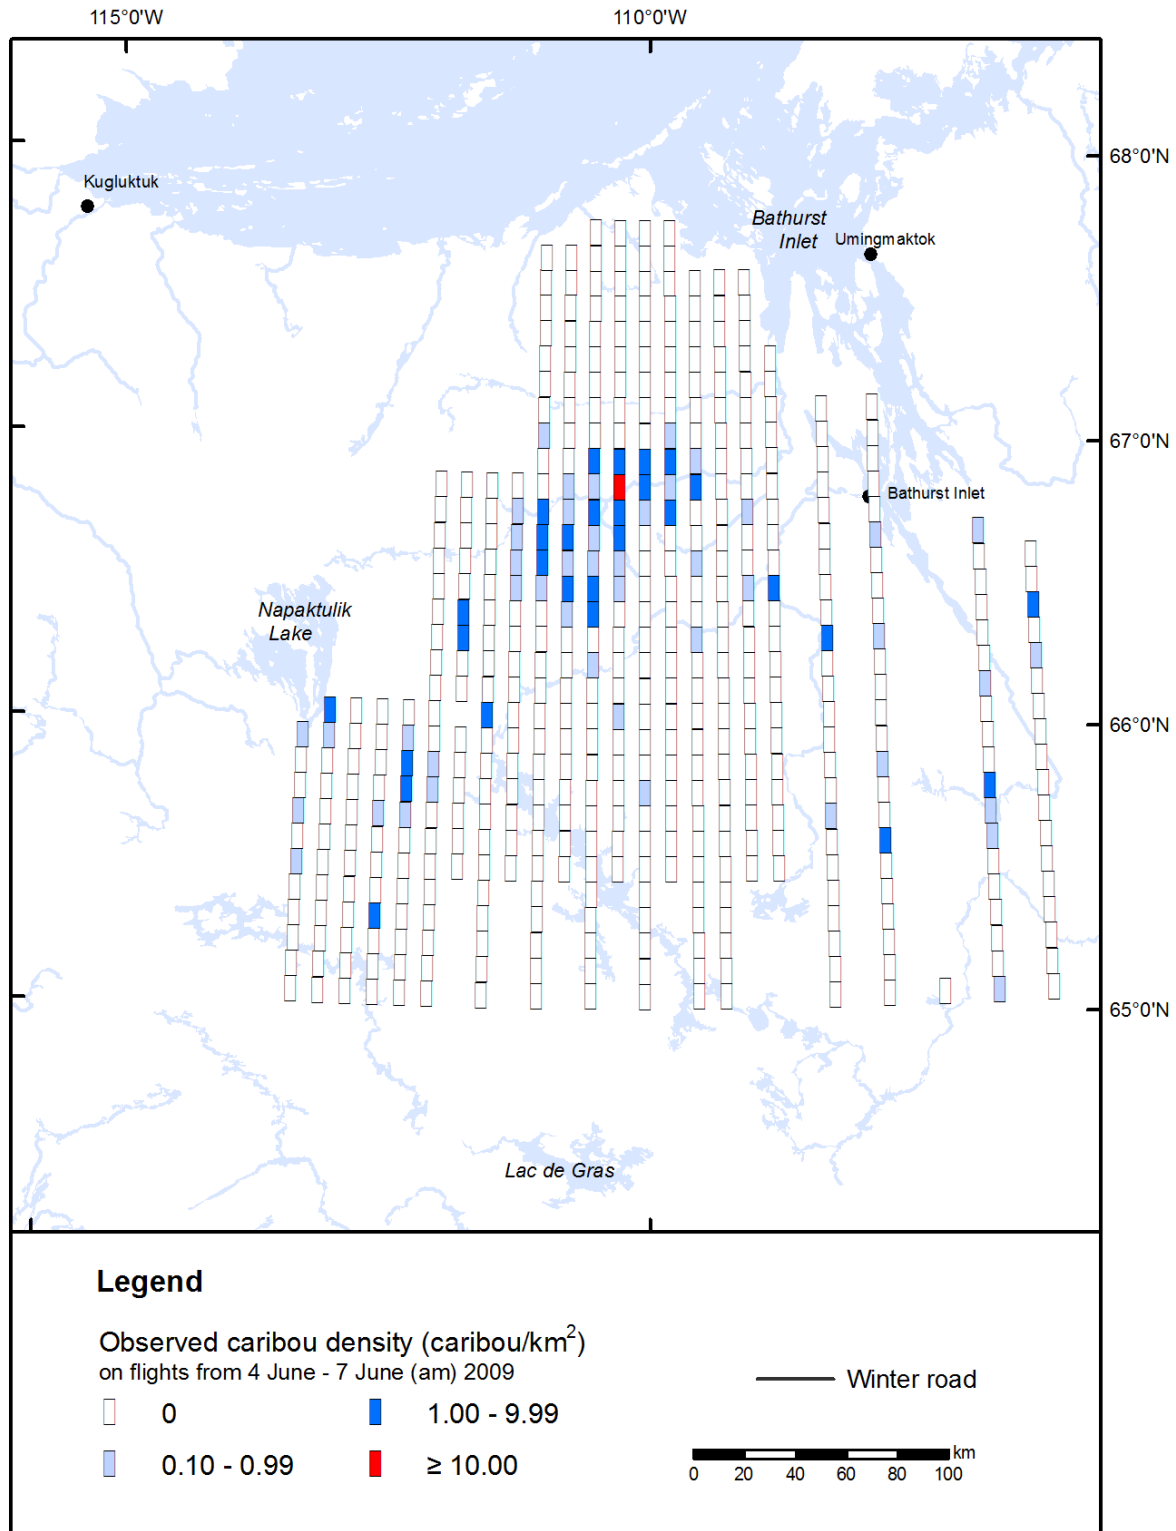 115°0'W
110°0'W
68°0'N
Kugluktuk
Bathurst
Inlet
Umingmaktok
67°0'N
Bathurst Inlet
Napaktulik
Lake
66°0'N
65°0'N
Lac de Gras
Legend
Observed caribou density (caribou/km²)
on flights from 4 June - 7 June (am) 2009
0
1.00 - 9.99
0.10 - 0.99
≥ 10.00
Winter road
km
0 20 40 60 80 100